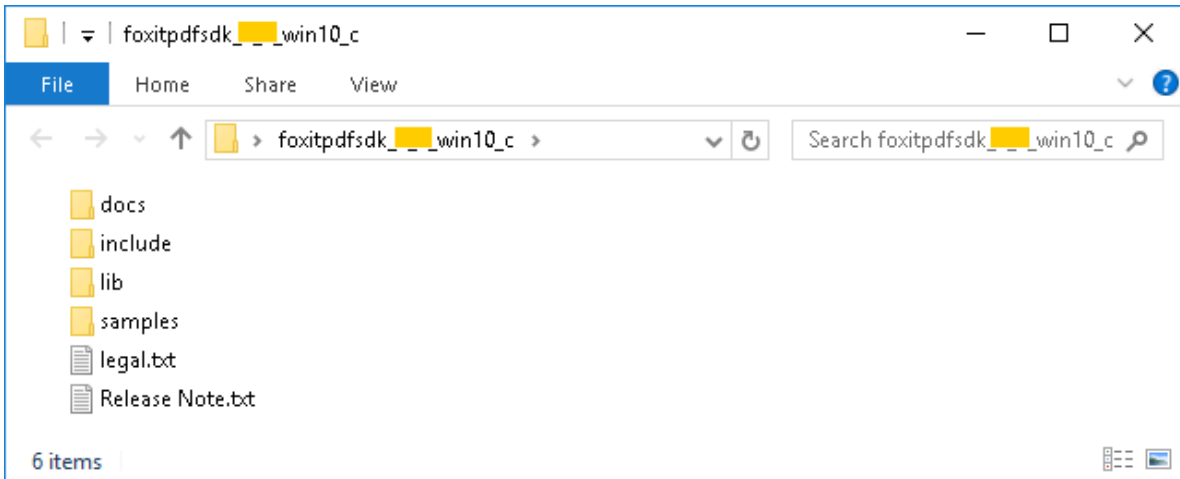 foxitpdfsdk_ _win10_c
File Home Share View
foxitpdfsdk_ _win10_c
Search foxitpdfsdk_ _win10_c
docs
include
lib
samples
legal.txt
Release Note.txt
6 items